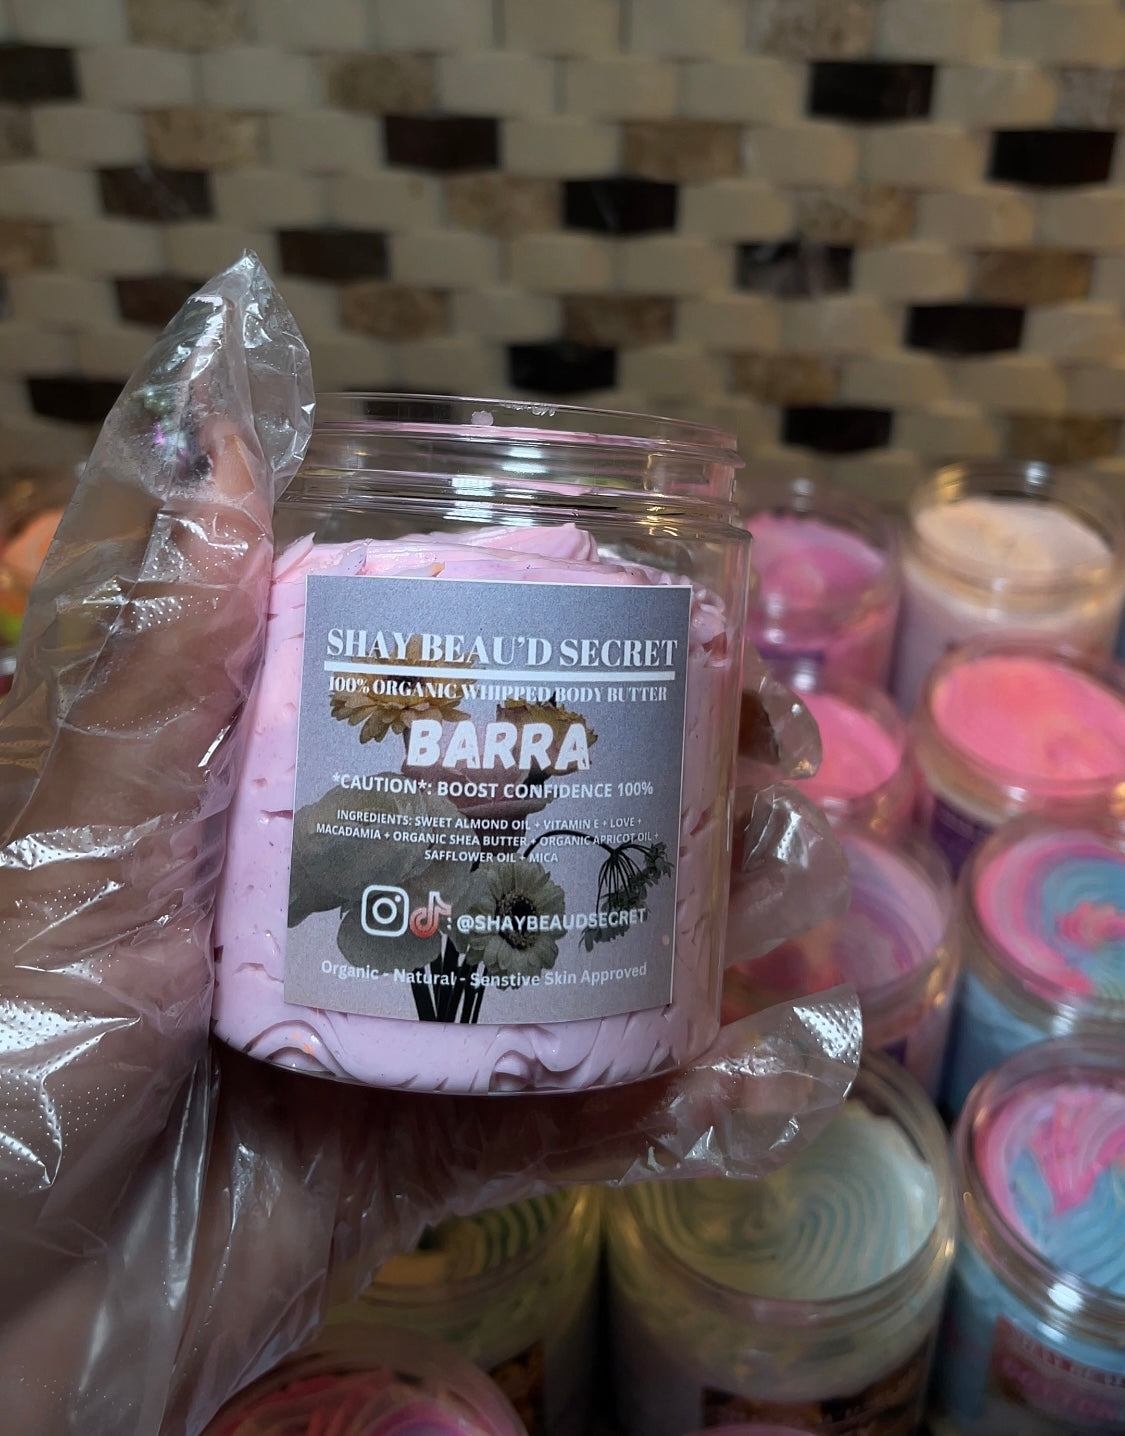 SHAY BEAU'D SECRET
100% ORGANIC WHIPPED BODY BUTTER
BARRA
*CAUTION*: BOOST CONFIDENCE 100%
INGREDIENTS: SWEET ALMOND OIL + VITAMIN E + LOVE +
MACADAMIA + ORGANIC SHEA BUTTER + ORGANIC APRICOT OIL +
SAFFLOWER OIL + MICA
: @SHAYBEAUDSECRET
Organic - Natural - Senstive Skin Approved